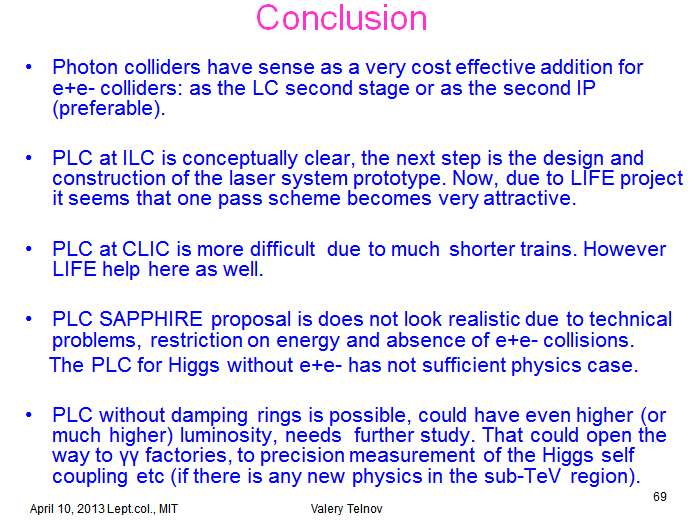 Conclusion
• Photon colliders have sense as a very cost effective addition for
e+e- colliders: as the LC second stage or as the second IP
(preferable).
• PLC at ILC is conceptually clear, the next step is the design and
construction of the laser system prototype. Now, due to LIFE project
it seems that one pass scheme becomes very attractive.
• PLC at CLIC is more difficult due to much shorter trains. However
LIFE help here as well.
• PLC SAPPHIRE proposal is does not look realistic due to technical
problems, restriction on energy and absence of e+e- collisions.
The PLC for Higgs without e+e- has not sufficient physics case.
• PLC without damping rings is possible, could have even higher (or
much higher) luminosity, needs further study. That could open the
way to γγ factories, to precision measurement of the Higgs self
coupling etc (if there is any new physics in the sub-TeV region).
69
April 10, 2013 Lept.col., MIT
Valery Telnov